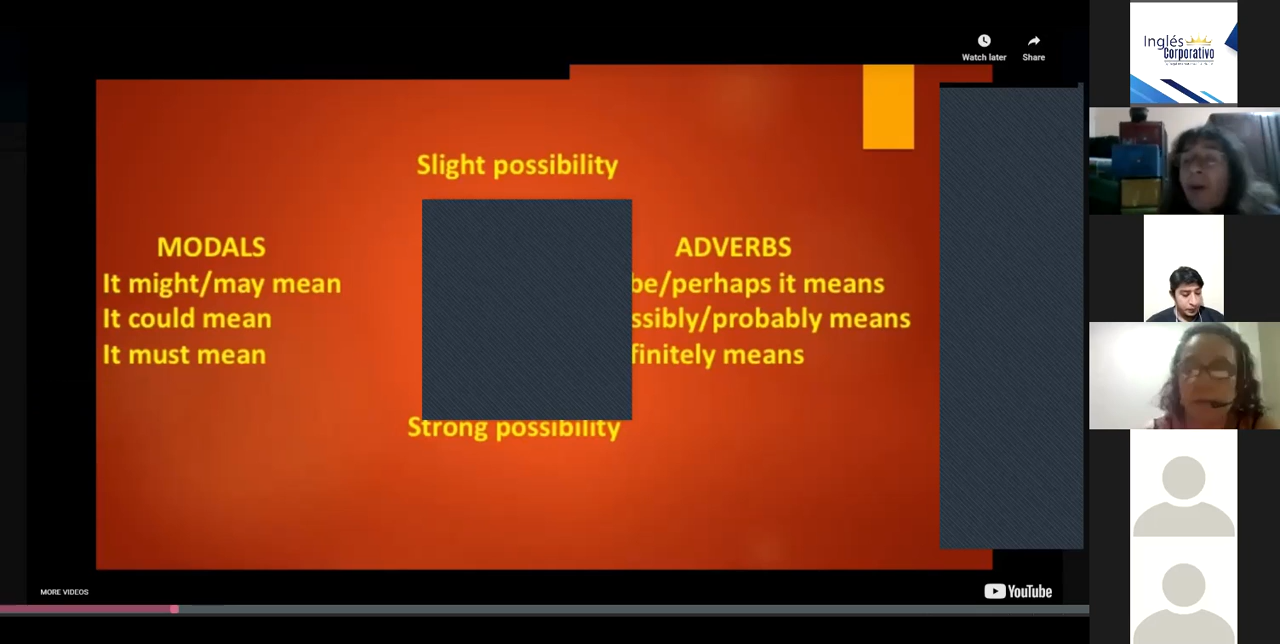 Watch later
Share
Slight possibility
MODALS
It might/may mean
It could mean
It must mean
ADVERBS
be/perhaps it means
ssibly/probably means
finitely means
Strong possibility
MORE VIDEOS
YouTube
Inglés
Corporativo